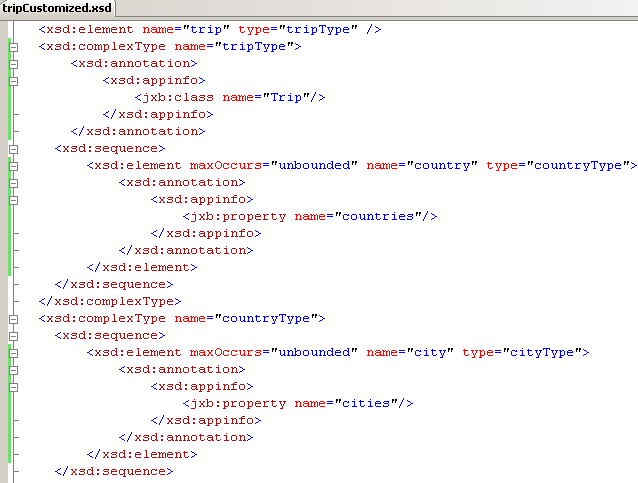 tripCustomized.xsd
<xsd:element name="trip" type="tripType" />
<xsd:complexType name="tripType">
<xsd:annotation>
<xsd:appinfo>
<jxb:class name="Trip"/>
</xsd:appinfo>
</xsd:annotation>
<xsd:sequence>
<xsd:element maxOccurs="unbounded" name="country" type="countryType">
<xsd:annotation>
<xsd:appinfo>
<jxb:property name="countries"/>
</xsd:appinfo>
</xsd:annotation>
</xsd:element>
</xsd:sequence>
</xsd:complexType>
<xsd:complexType name="countryType">
<xsd:sequence>
<xsd:element maxOccurs="unbounded" name="city" type="cityType">
<xsd:annotation>
<xsd:appinfo>
<jxb:property name="cities"/>
</xsd:appinfo>
</xsd:annotation>
</xsd:element>
</xsd:sequence>